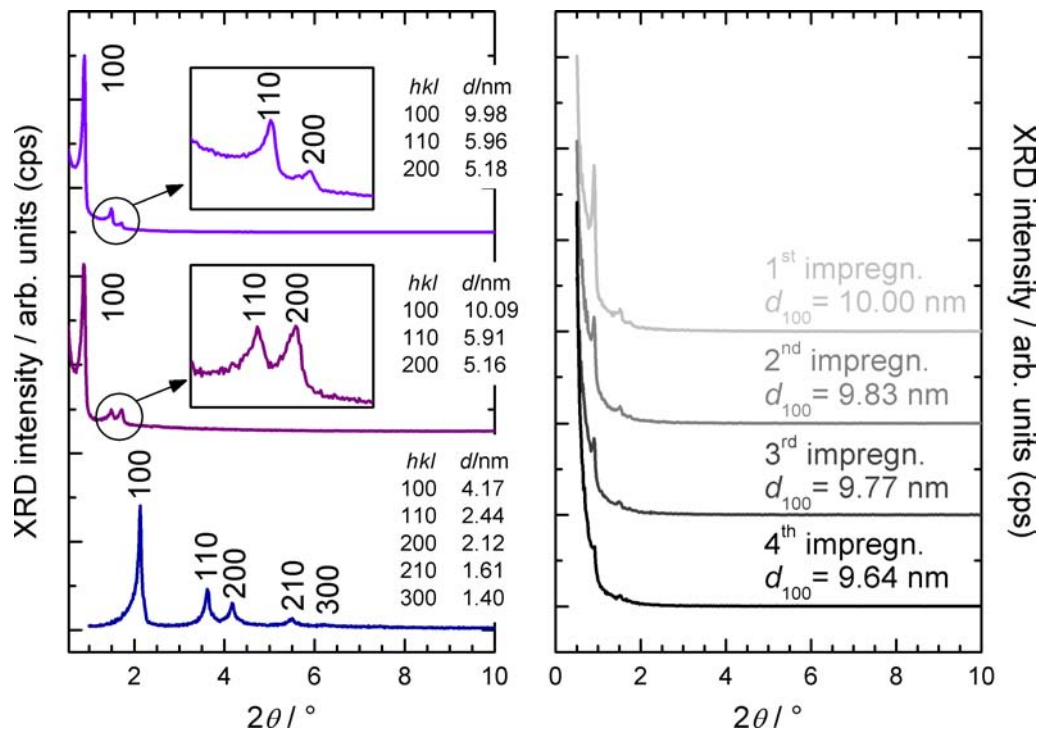 XRD intensity / arb. units (cps)
100
110
200
hkl d/nm
100 9.98
110 5.96
200 5.18
100
110
200
hkl d/nm
100 10.09
110 5.91
200 5.16
100
110
200
210
300
hkl d/nm
100 4.17
110 2.44
200 2.12
210 1.61
300 1.40
2 4 6 8 10
2θ / °
1st impregn.
d100 = 10.00 nm
2nd impregn.
d100 = 9.83 nm
3rd impregn.
d100 = 9.77 nm
4th impregn.
d100 = 9.64 nm
0 2 4 6 8 10
2θ / °
XRD intensity / arb. units (cps)